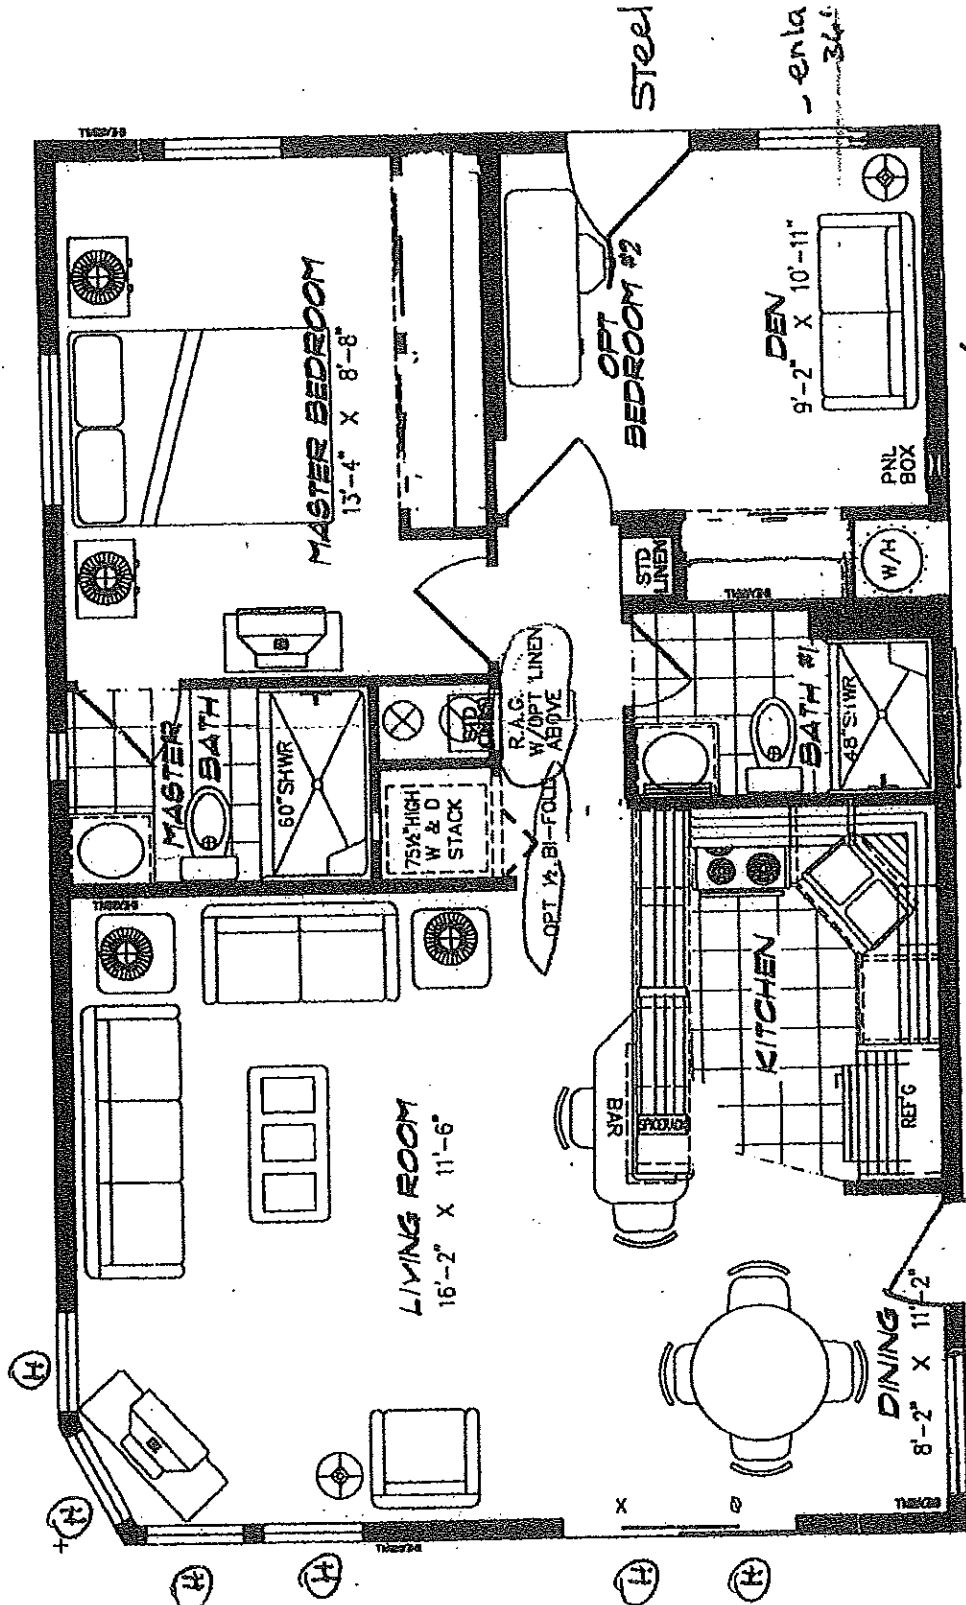 STeel
- enla
MASTER BEDROOM
13'-4" X 8'-8"
OPT
BEDROOM #2
DEN
9'-2" X 10'-11"
PNL
BOX
STD
LINEN
W/H
MASTER
BATH
60" SHWR
STD
R.A.G.
W/OPT LINEN
ABOVE
75½" HIGH
W & D
STACK
OPT ½ BI-FOLD
BATH #1
48" SHWR
KITCHEN
BAR
REF'G
LIVING ROOM
16'-2" X 11'-6"
DINING
8'-2" X 11'-2"
X
O
H
H
H
H
H
H